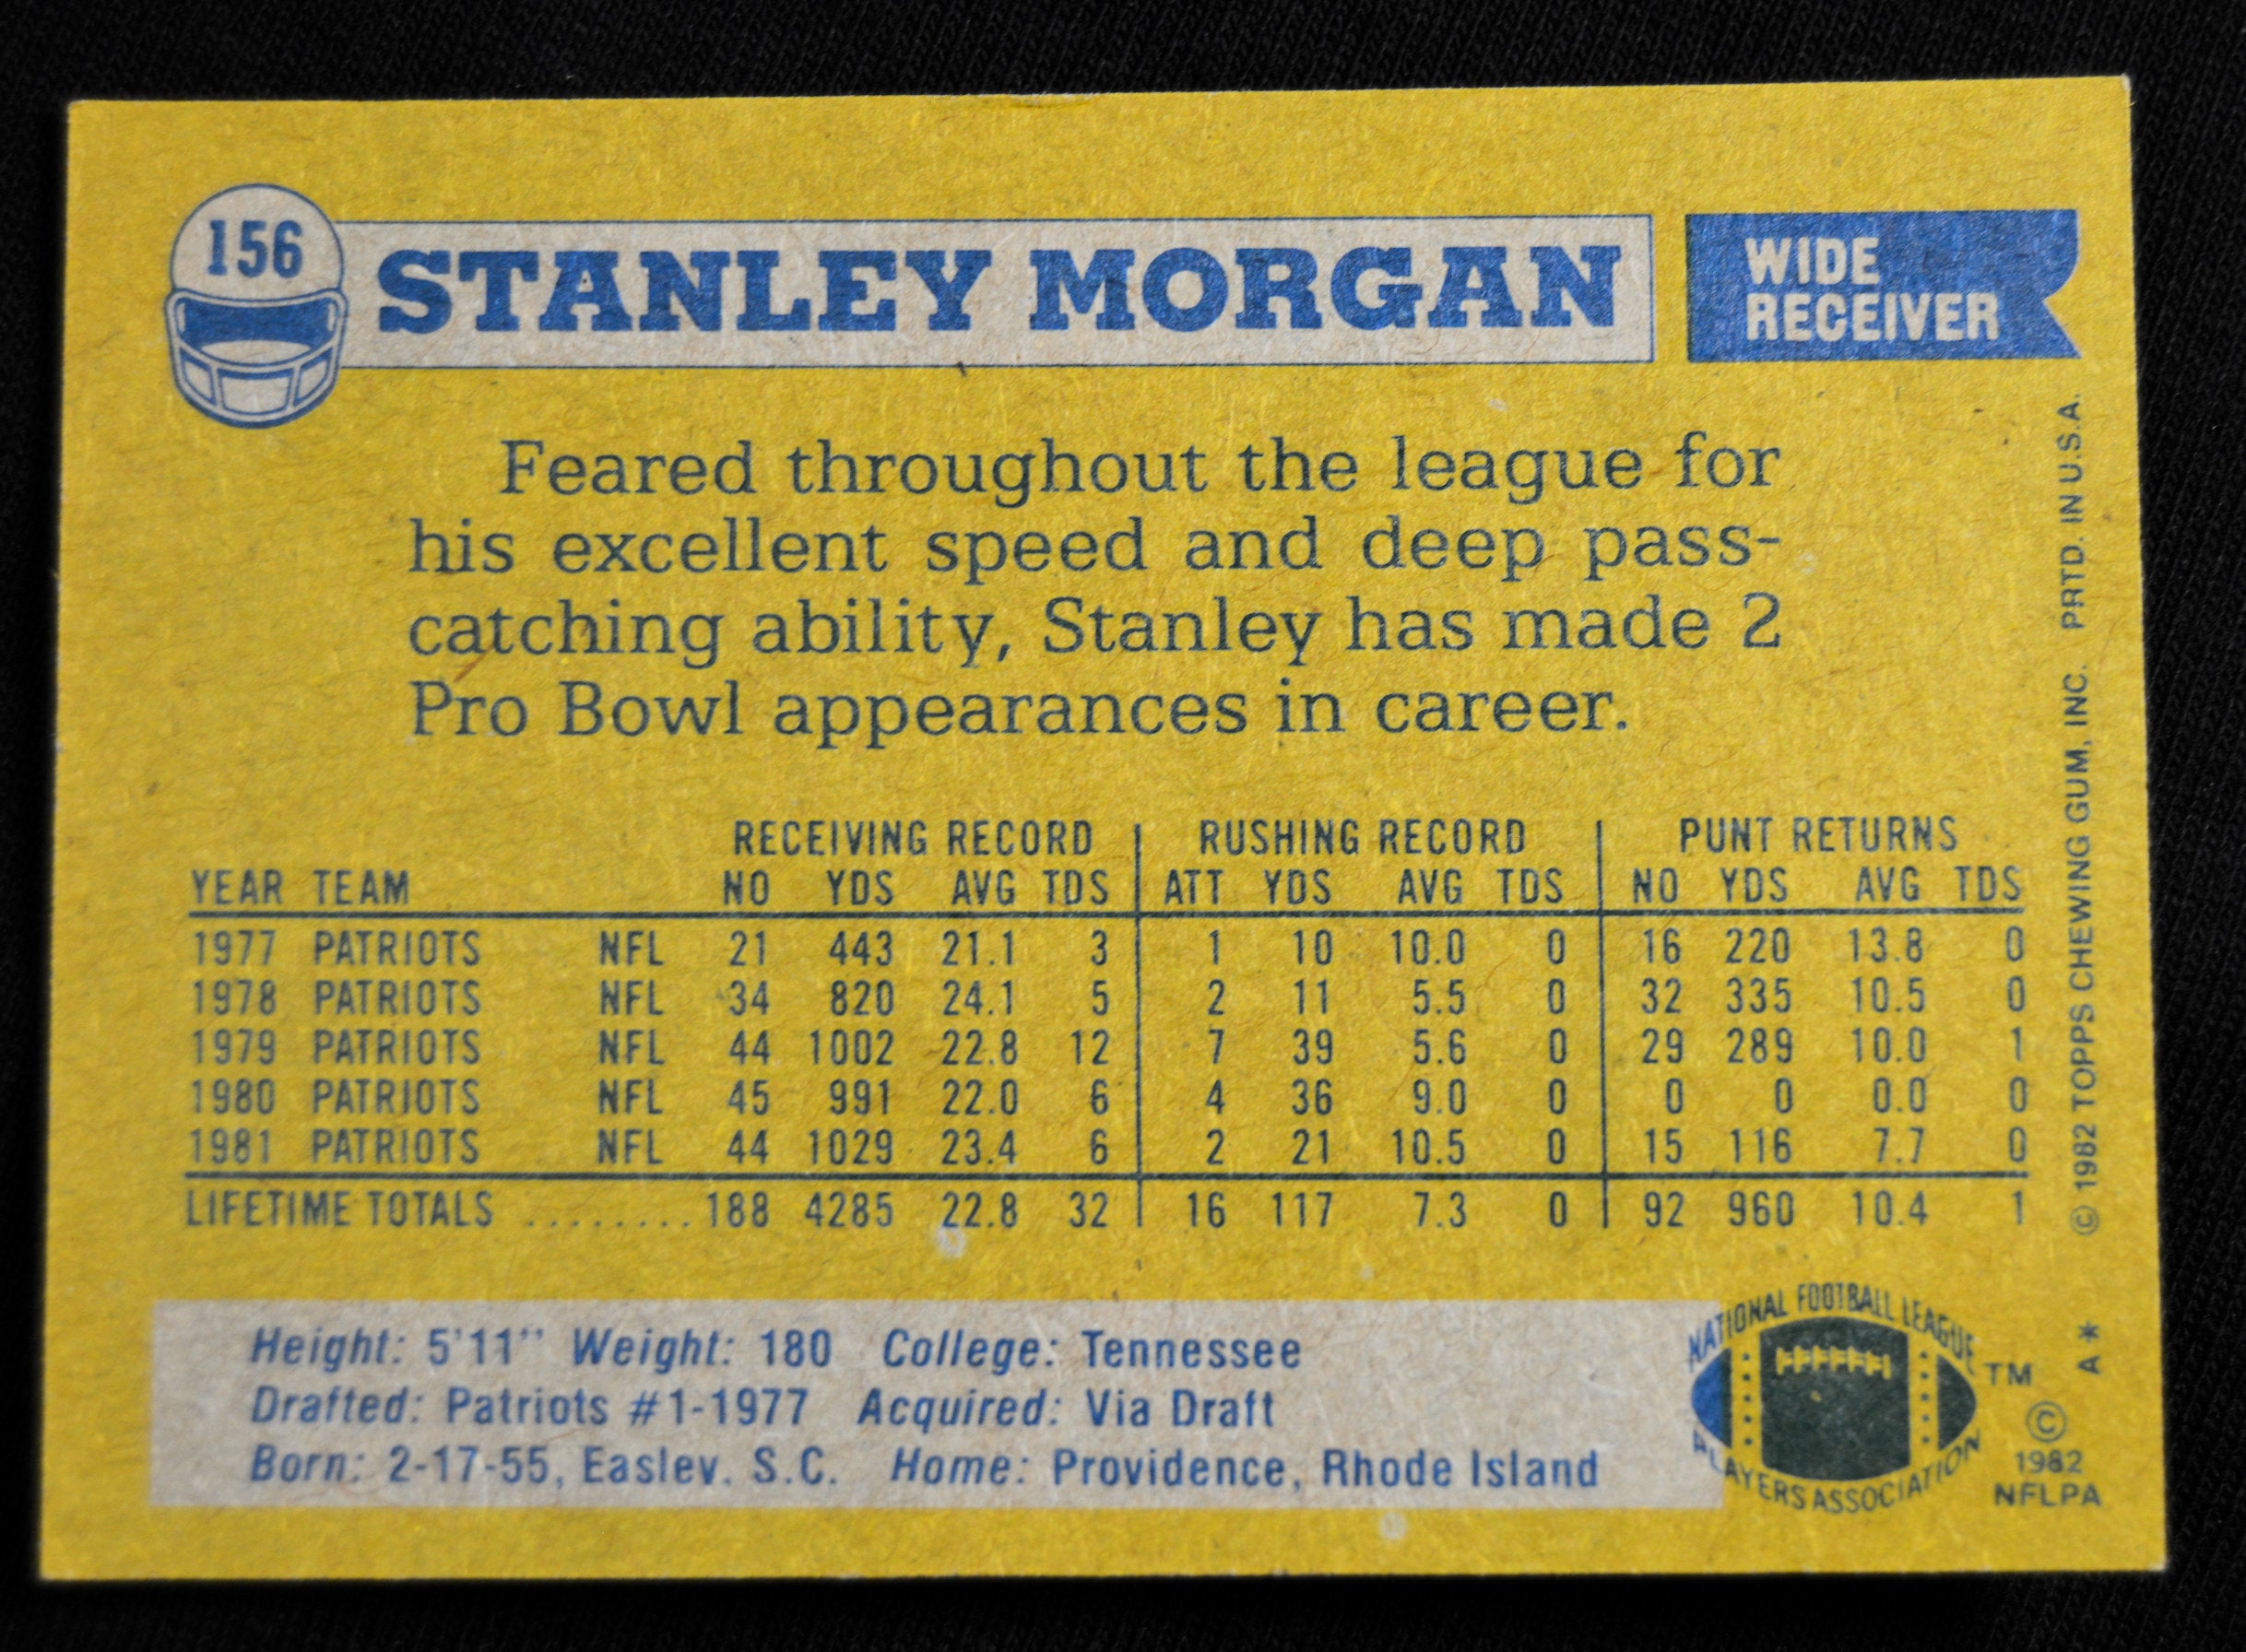 156
STANLEY MORGAN
WIDE
RECEIVER
Feared throughout the league for
his excellent speed and deep pass-
catching ability, Stanley has made 2
Pro Bowl appearances in career.
RECEIVING RECORD RUSHING RECORD PUNT RETURNS
YEAR TEAM NO YDS AVG TDS ATT YDS AVG TDS NO YDS AVG TDS
1977 PATRIOTS NFL 21 443 21.1 3 1 10 10.0 0 16 220 13.8 0
1978 PATRIOTS NFL 34 820 24.1 5 2 11 5.5 0 32 335 10.5 0
1979 PATRIOTS NFL 44 1002 22.8 12 7 39 5.6 0 29 289 10.0 1
1980 PATRIOTS NFL 45 991 22.0 6 4 36 9.0 0 0 0 0.0 0
1981 PATRIOTS NFL 44 1029 23.4 6 2 21 10.5 0 15 116 7.7 0
LIFETIME TOTALS ........ 188 4285 22.8 32 16 117 7.3 0 92 960 10.4 1
Height: 5'11" Weight: 180 College: Tennessee
Drafted: Patriots #1-1977 Acquired: Via Draft
Born: 2-17-55, Easley, S.C. Home: Providence, Rhode Island
NATIONAL FOOTBALL LEAGUE
PLAYERS ASSOCIATION
TM
©
1982
NFLPA
A*
© 1982 TOPPS CHEWING GUM, INC. PRTD. IN U.S.A.